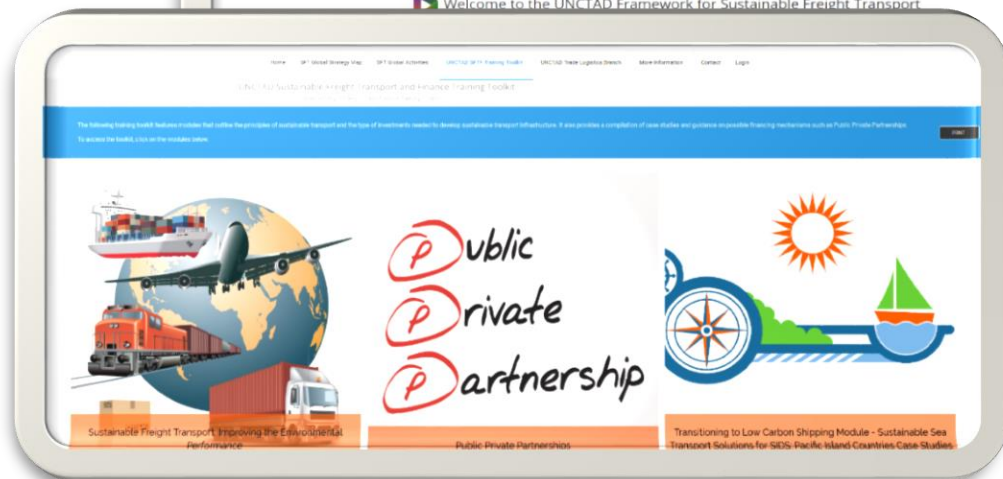 Welcome to the UNCTAD Framework for Sustainable Freight Transport
Home SFT Global Strategy Map SFT Global Activities UNCTAD SFTF Training Toolkit UNCTAD Trade Logistics Branch More Information Contact Login
UNCTAD Sustainable Freight Transport and Finance Training Toolkit
The following training toolkit features modules that outline the principles of sustainable transport and the type of investments needed to develop sustainable transport infrastructure. It also provides a compilation of case studies and guidance on possible financing mechanisms such as Public Private Partnerships.
To access the toolkit, click on the modules below.
Public
Private
Partnership
Sustainable Freight Transport: Improving the Environmental
Performance
Public Private Partnerships
Transitioning to Low Carbon Shipping Module - Sustainable Sea
Transport Solutions for SIDS: Pacific Island Countries Case Studies